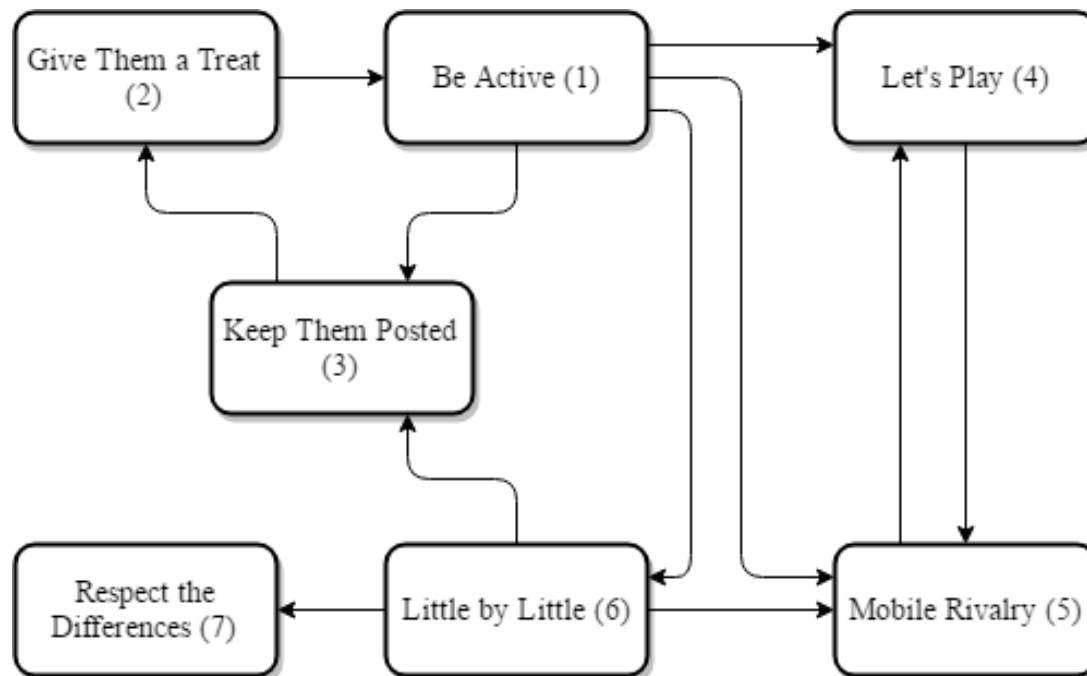 Give Them a Treat
(2)
Be Active (1)
Let's Play (4)
Keep Them Posted
(3)
Respect the
Differences (7)
Little by Little (6)
Mobile Rivalry (5)